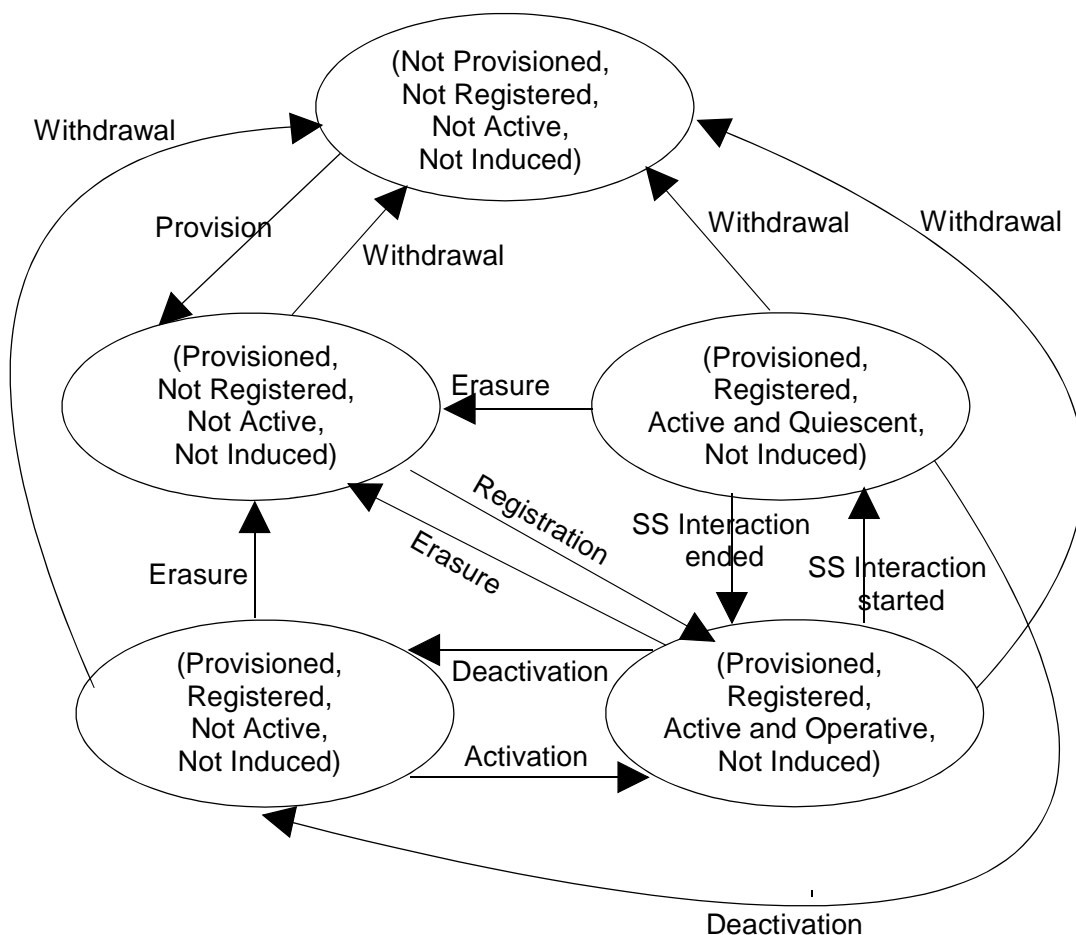 (Not Provisioned,
Not Registered,
Not Active,
Not Induced)
Withdrawal
Provision
Withdrawal
Withdrawal
Withdrawal
(Provisioned,
Not Registered,
Not Active,
Not Induced)
Erasure
(Provisioned,
Registered,
Active and Quiescent,
Not Induced)
Registration
Erasure
SS Interaction
ended
SS Interaction
started
Erasure
(Provisioned,
Registered,
Not Active,
Not Induced)
Deactivation
Activation
(Provisioned,
Registered,
Active and Operative,
Not Induced)
Deactivation